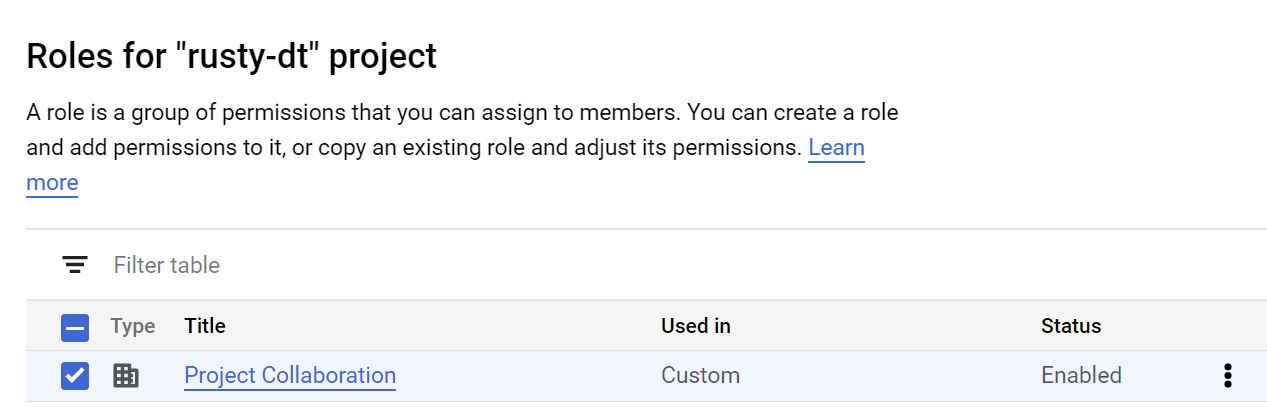 Roles for "rusty-dt" project
A role is a group of permissions that you can assign to members. You can create a role
and add permissions to it, or copy an existing role and adjust its permissions. Learn
more
Filter table
Type Title Used in Status
Project Collaboration Custom Enabled